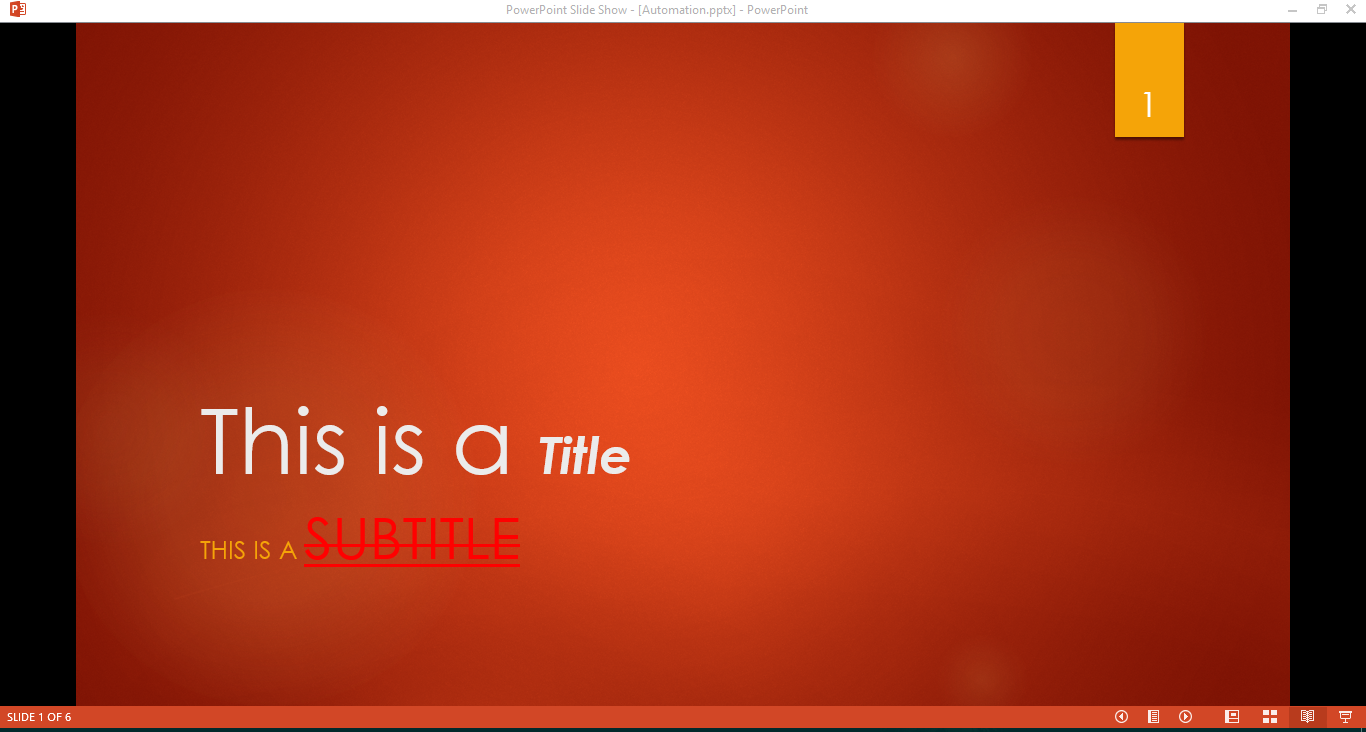 PowerPoint Slide Show - [Automation.pptx] - PowerPoint
1
This is a Title
THIS IS A SUBTITLE
SLIDE 1 OF 6